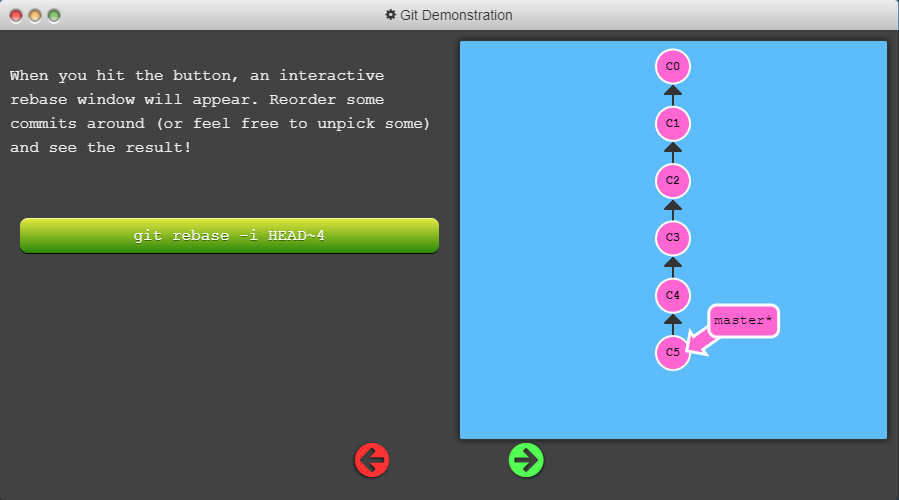 Git Demonstration
When you hit the button, an interactive
rebase window will appear. Reorder some
commits around (or feel free to unpick some)
and see the result!
git rebase -i HEAD~4
C0
C1
C2
C3
C4
master*
C5